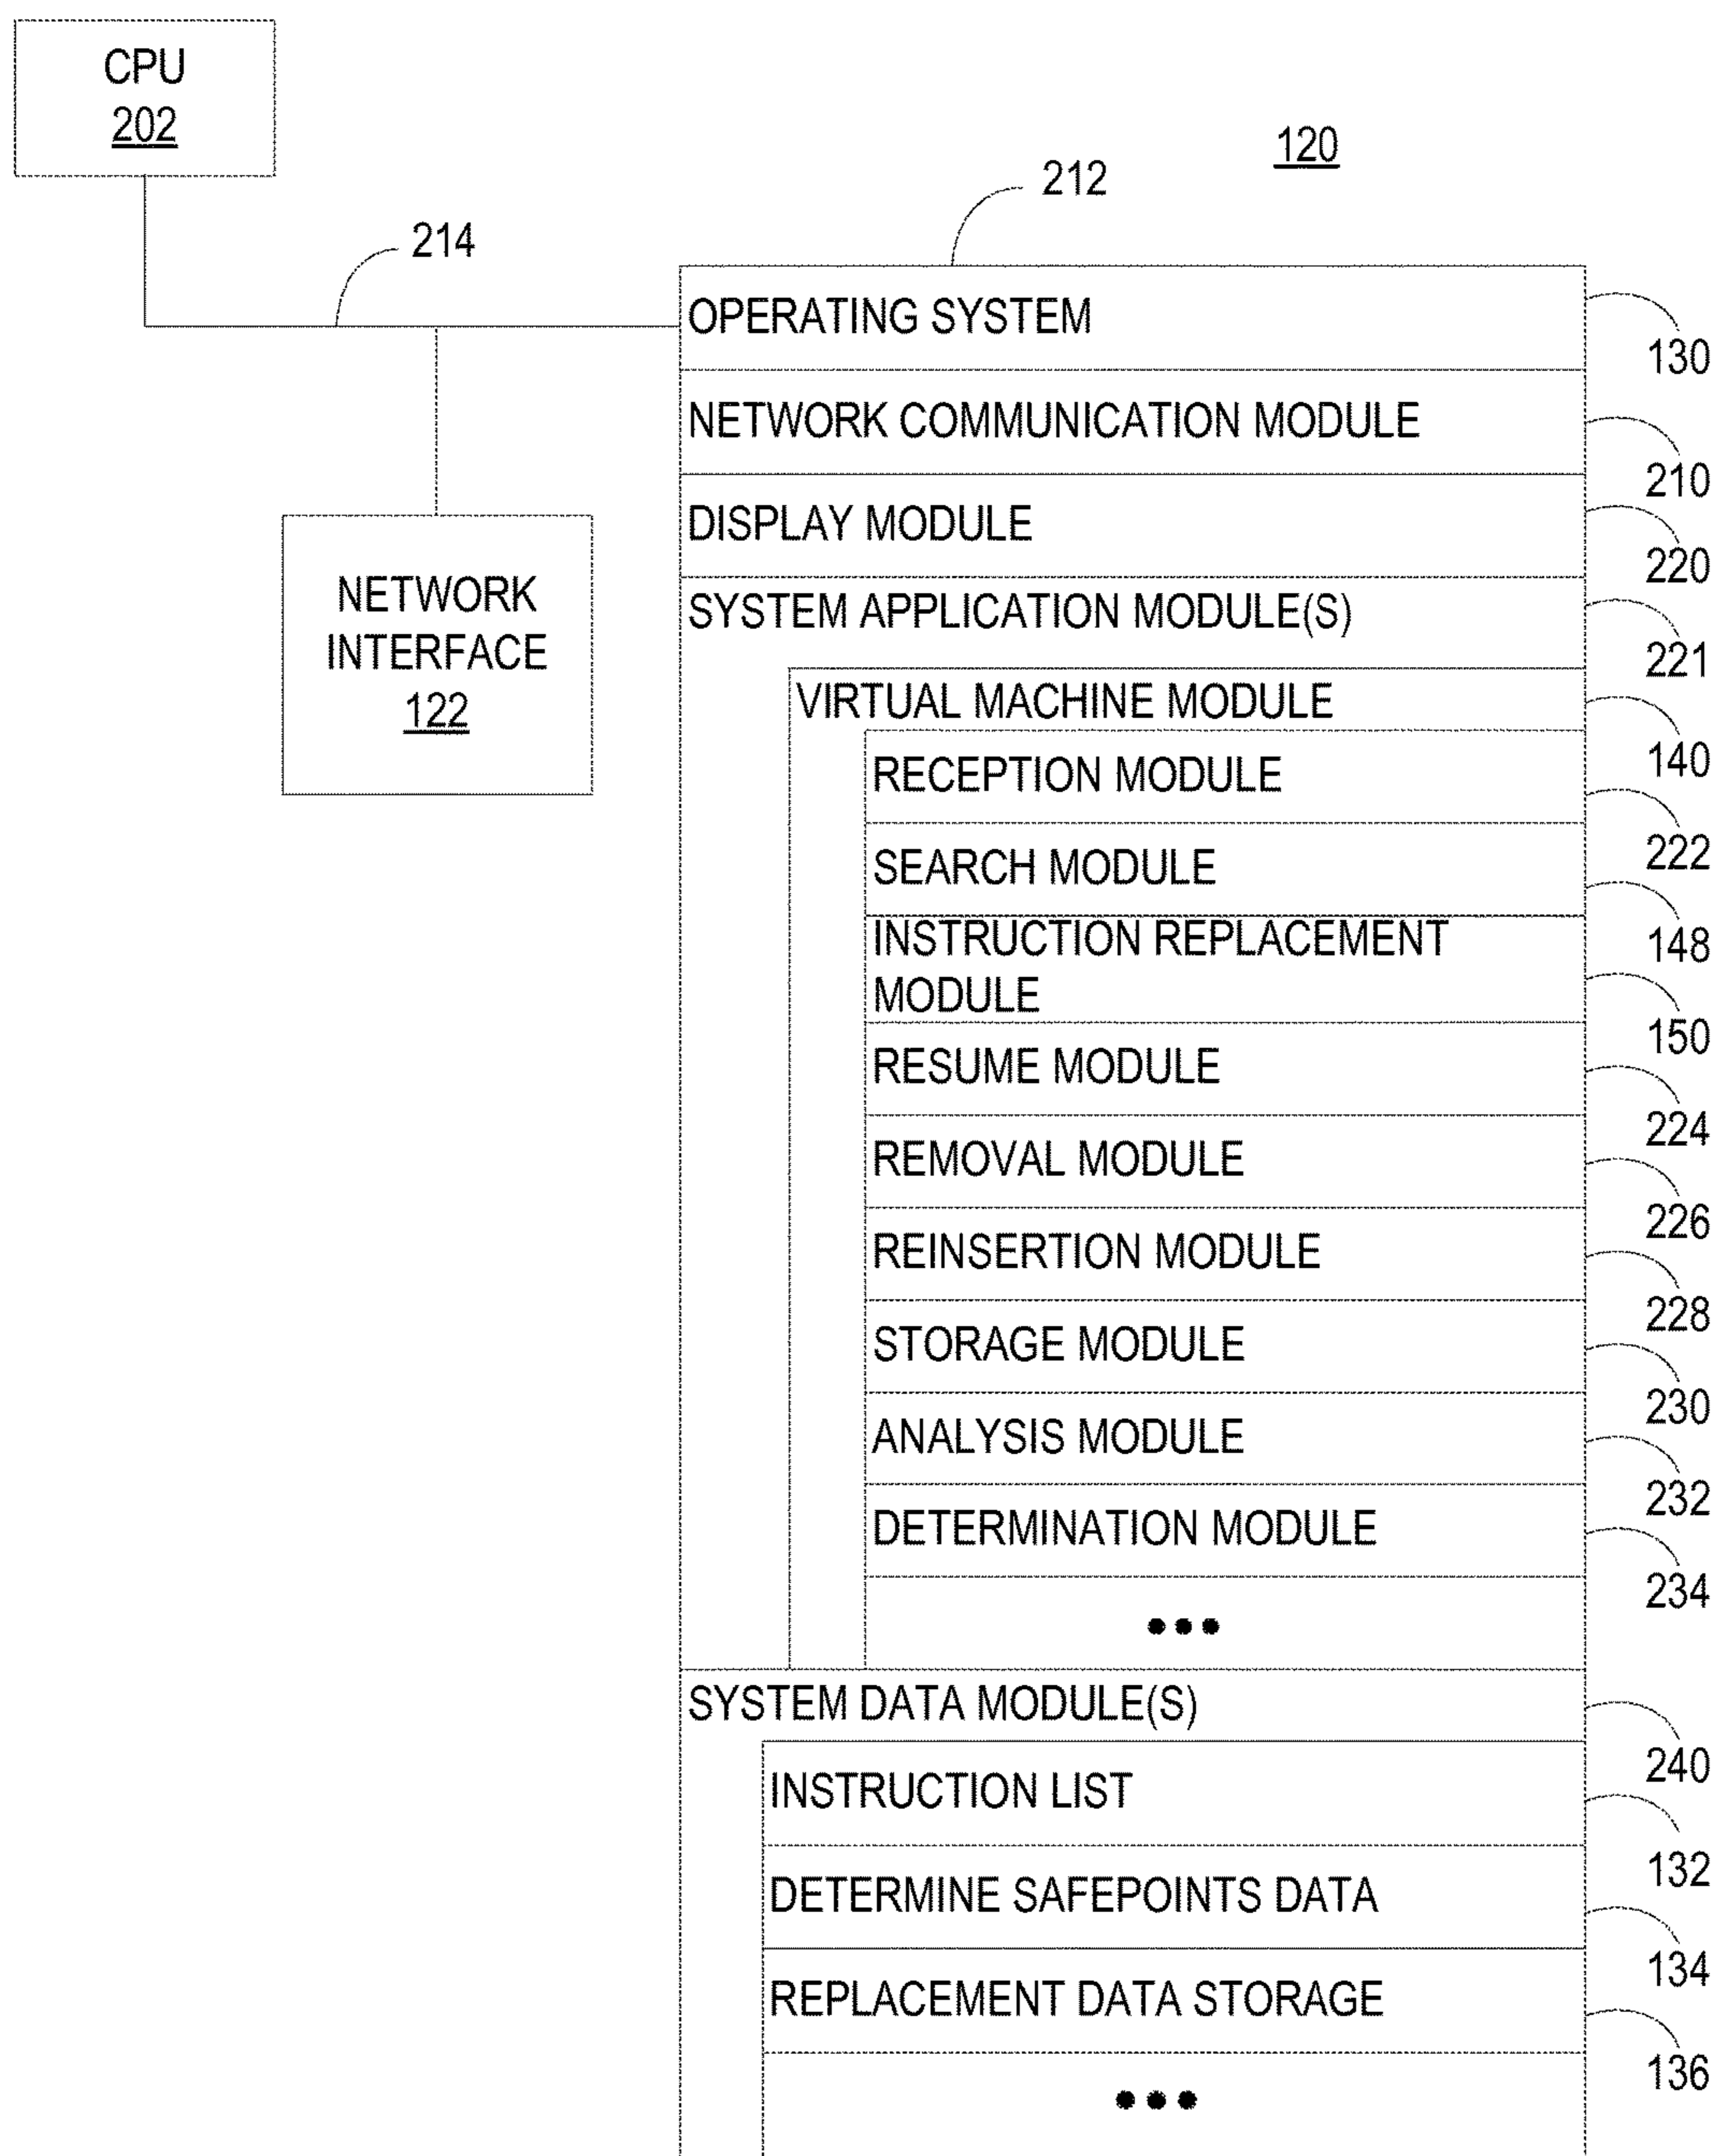 CPU
202
120
212
214
OPERATING SYSTEM
130
NETWORK COMMUNICATION MODULE
210
DISPLAY MODULE
220
NETWORK
INTERFACE
122
SYSTEM APPLICATION MODULE(S)
221
VIRTUAL MACHINE MODULE
140
RECEPTION MODULE
222
SEARCH MODULE
148
INSTRUCTION REPLACEMENT
MODULE
150
RESUME MODULE
224
REMOVAL MODULE
226
REINSERTION MODULE
228
STORAGE MODULE
230
ANALYSIS MODULE
232
DETERMINATION MODULE
234
•••
SYSTEM DATA MODULE(S)
240
INSTRUCTION LIST
132
DETERMINE SAFEPOINTS DATA
134
REPLACEMENT DATA STORAGE
136
•••